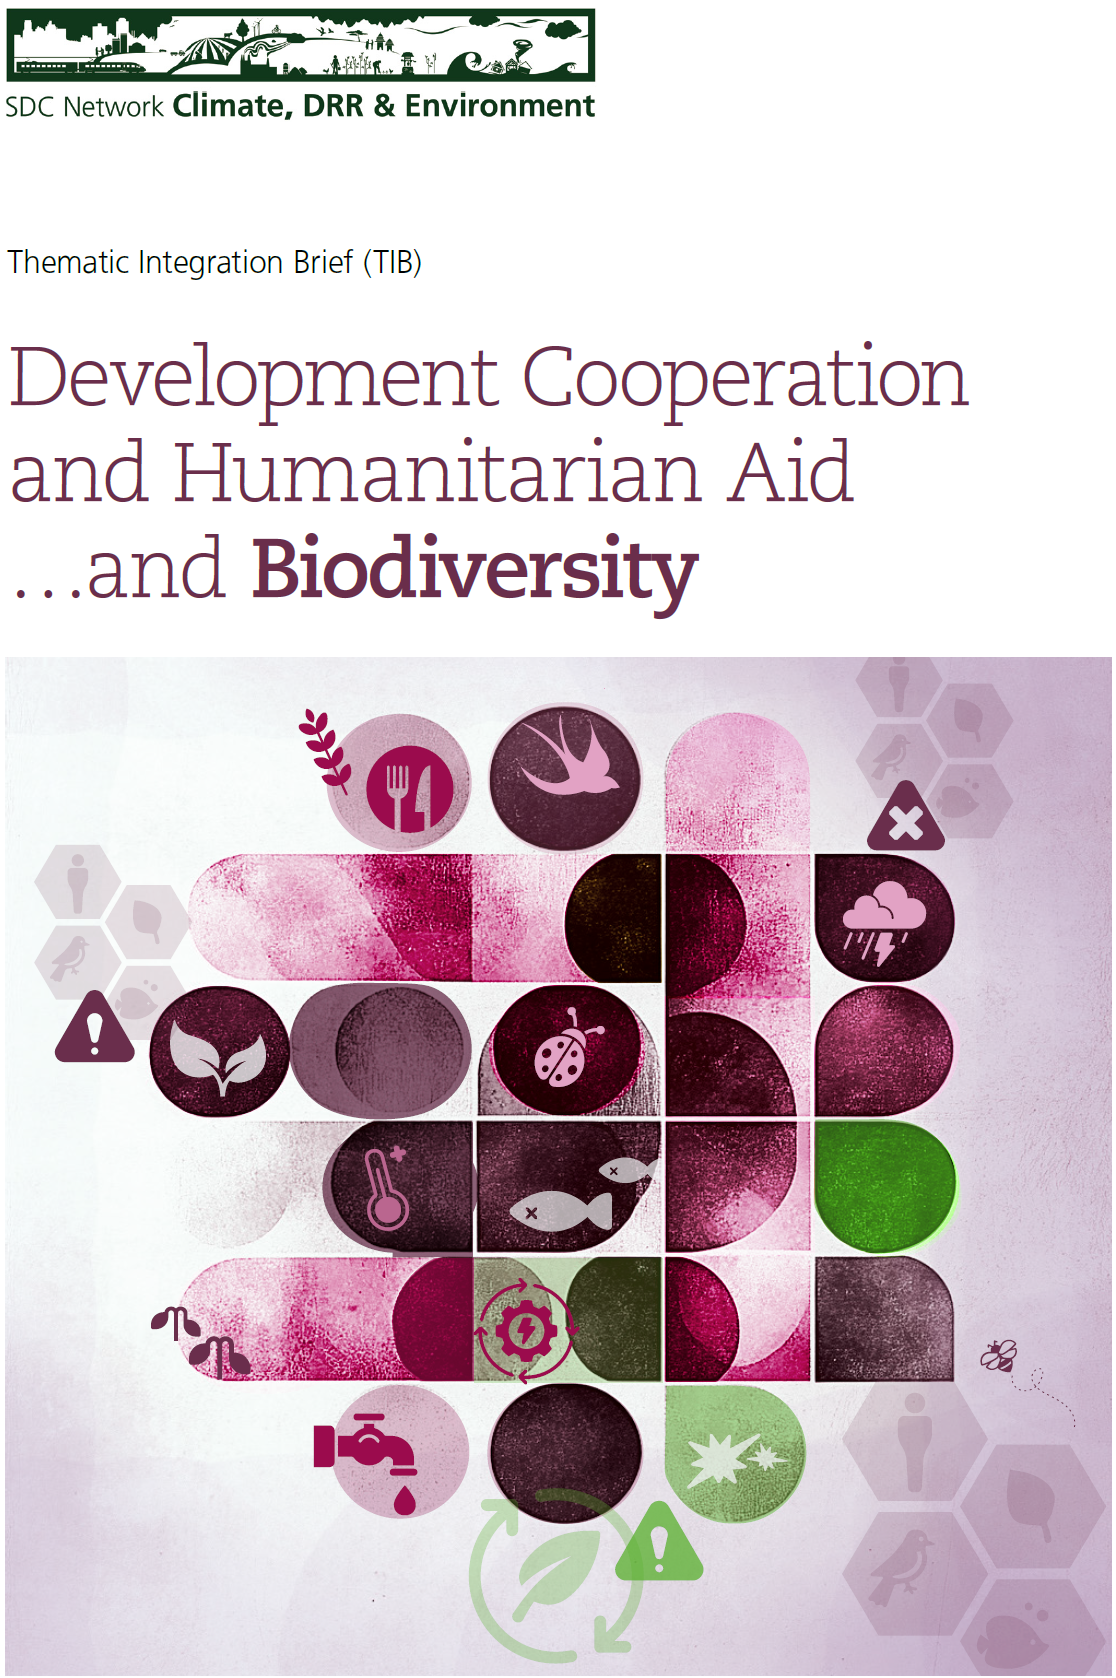 SDC Network Climate, DRR & Environment
Thematic Integration Brief (TIB)
Development Cooperation
and Humanitarian Aid
...and Biodiversity